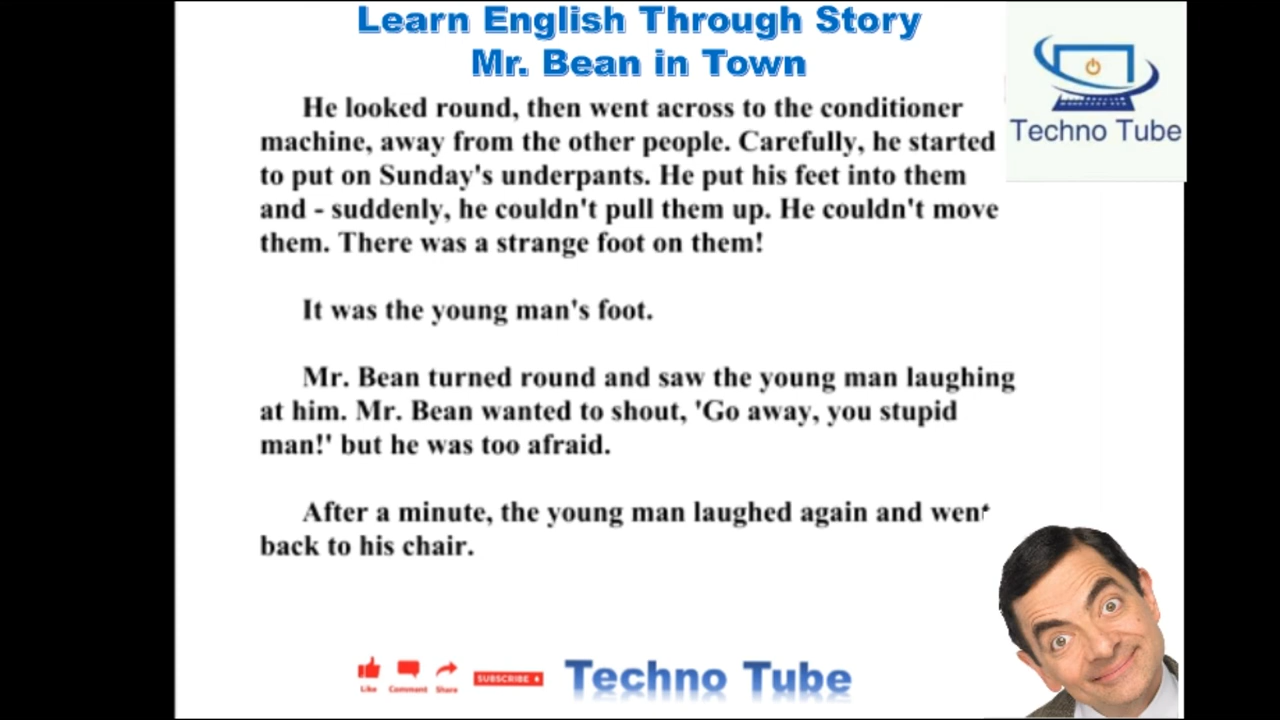 Learn English Through Story
Mr. Bean in Town
Techno Tube
He looked round, then went across to the conditioner
machine, away from the other people. Carefully, he started
to put on Sunday's underpants. He put his feet into them
and - suddenly, he couldn't pull them up. He couldn't move
them. There was a strange foot on them!
It was the young man's foot.
Mr. Bean turned round and saw the young man laughing
at him. Mr. Bean wanted to shout, 'Go away, you stupid
man!' but he was too afraid.
After a minute, the young man laughed again and went
back to his chair.
Like Comment Share SUBSCRIBE Techno Tube